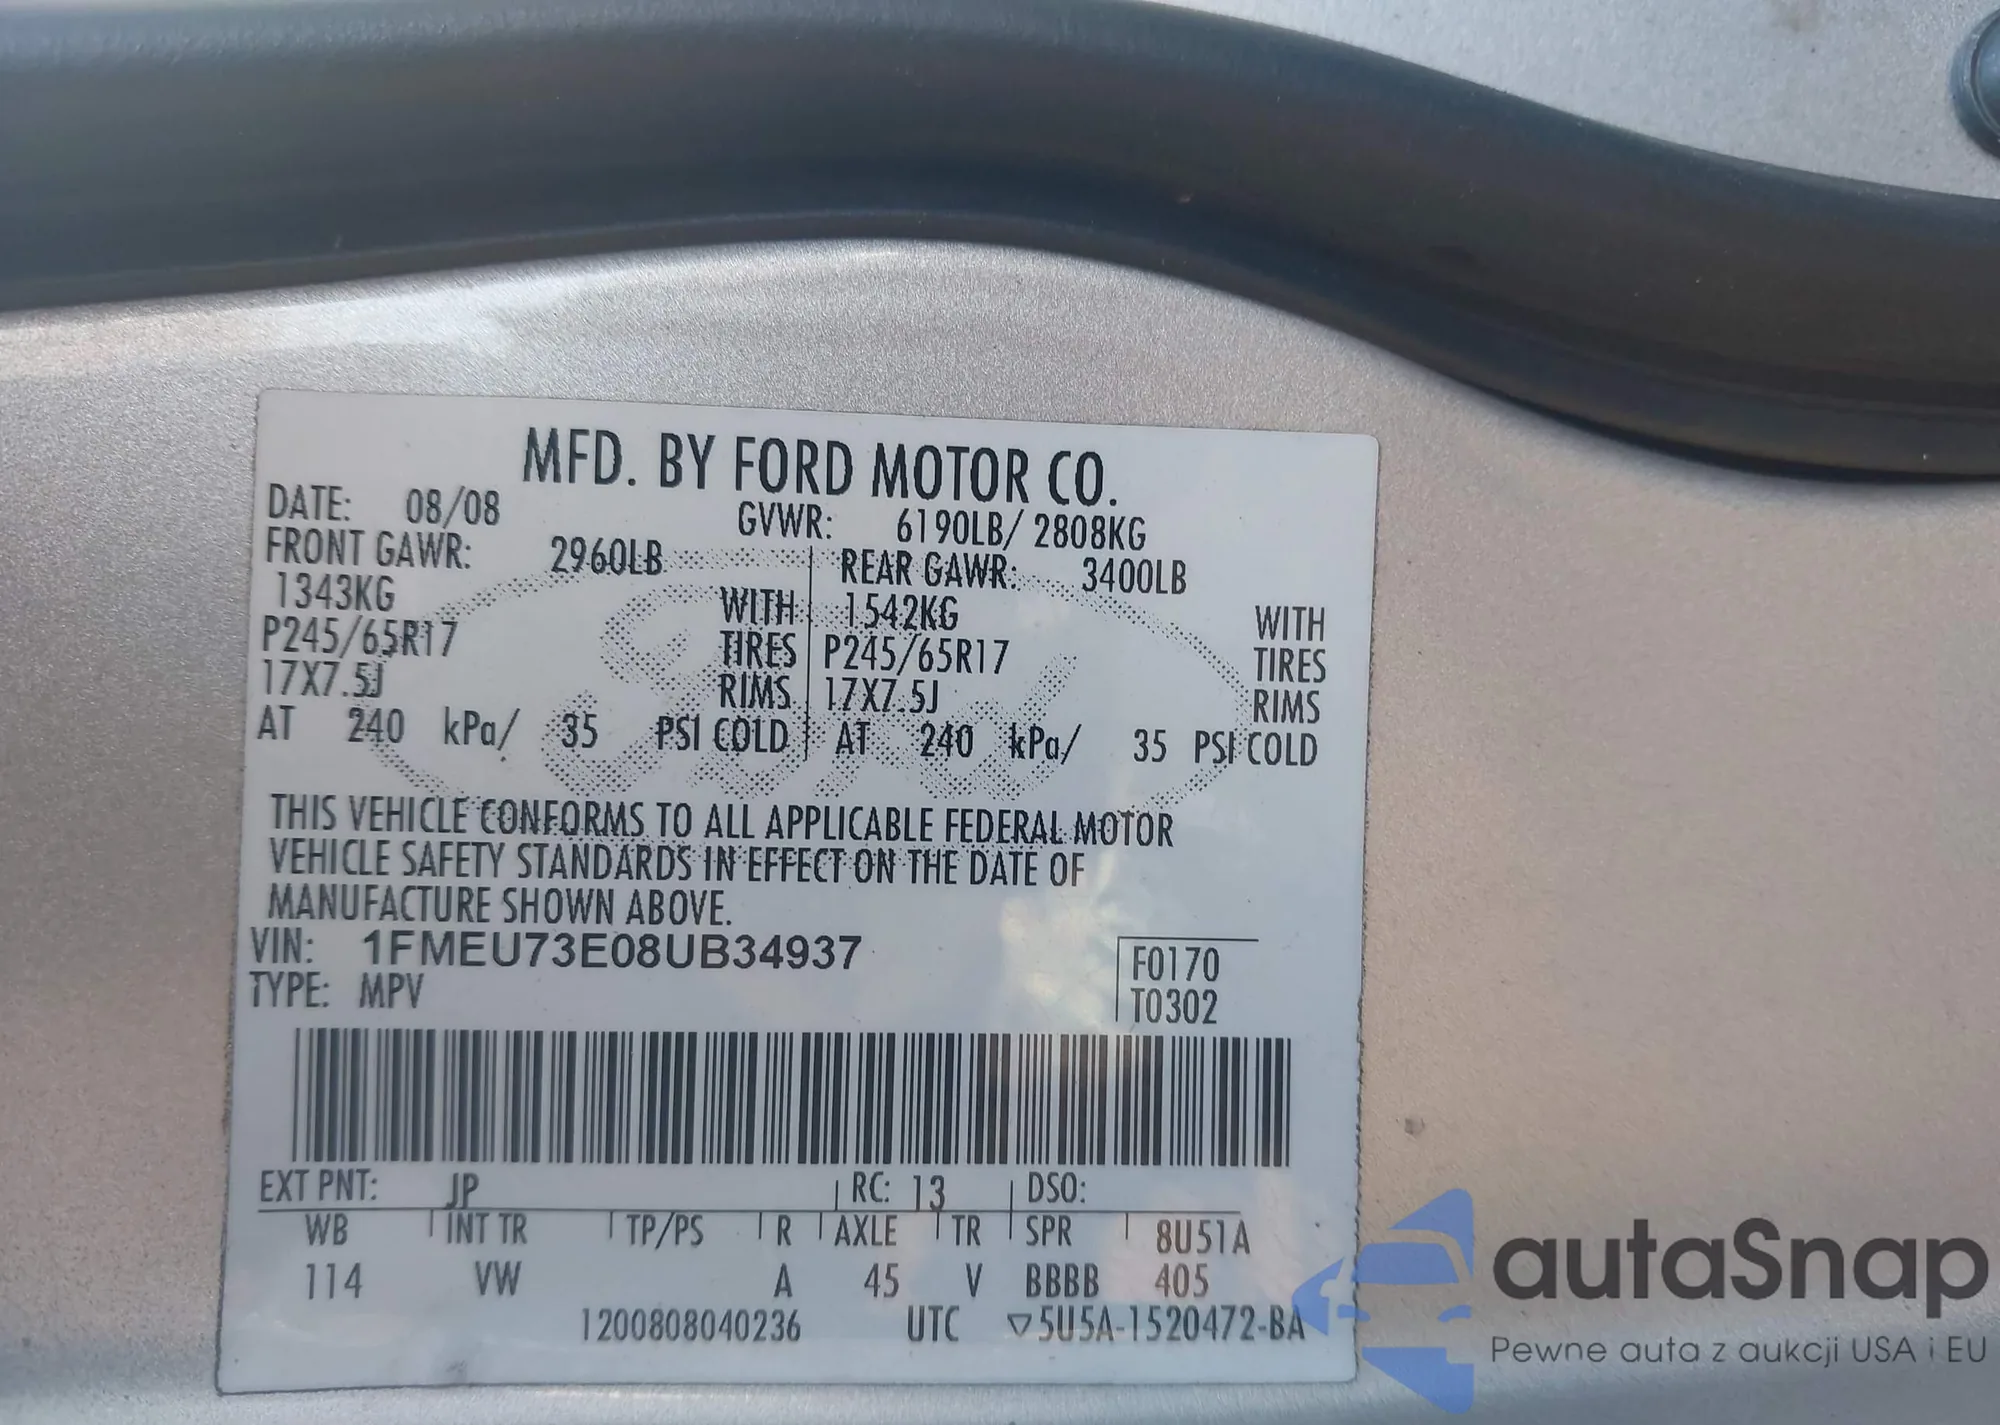 MFD. BY FORD MOTOR CO.
DATE: 08/08 GVWR: 6190LB/ 2808KG
FRONT GAWR: 2960LB REAR GAWR: 3400LB
1343KG WITH 1542KG WITH
P245/65R17 TIRES P245/65R17 TIRES
17X7.5J RIMS 17X7.5J RIMS
AT 240 kPa/ 35 PSI COLD AT 240 kPa/ 35 PSI COLD
THIS VEHICLE CONFORMS TO ALL APPLICABLE FEDERAL MOTOR
VEHICLE SAFETY STANDARDS IN EFFECT ON THE DATE OF
MANUFACTURE SHOWN ABOVE.
VIN: 1FMEU73E08UB34937 F0170
TYPE: MPV T0302
EXT PNT: JP RC: 13 DSO:
WB INT TR TP/PS R AXLE TR SPR 8U51A
114 VW A 45 V BBBB 405
1200808040236 UTC ▽5U5A-1520472-BA
Ford
autaSnap
Pewne auta z aukcji USA i EU